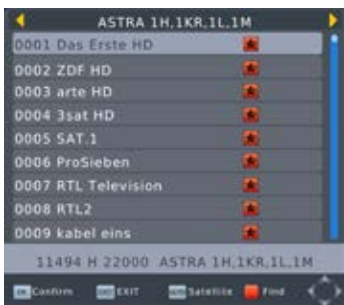 ASTRA 1H,1KR,1L,1M
0001 Das Erste HD
0002 ZDF HD
0003 arte HD
0004 3sat HD
0005 SAT.1
0006 ProSieben
0007 RTL Television
0008 RTL2
0009 kabel eins
11494 H 22000 ASTRA 1H,1KR,1L,1M
OK Confirm EXIT Satellite Find